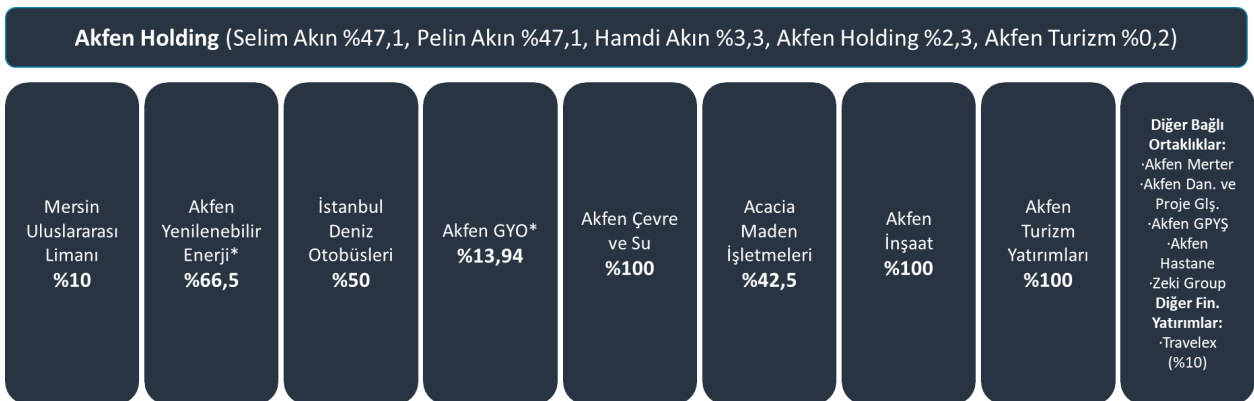 Akfen Holding (Selim Akın %47,1, Pelin Akın %47,1, Hamdi Akın %3,3, Akfen Holding %2,3, Akfen Turizm %0,2)
Mersin
Uluslararası
Limanı
%10
Akfen
Yenilenebilir
Enerji*
%66,5
İstanbul
Deniz
Otobüsleri
%50
Akfen GYO*
%13,94
Akfen Çevre
ve Su
%100
Acacia
Maden
İşletmeleri
%42,5
Akfen
İnşaat
%100
Akfen
Turizm
Yatırımları
%100
Diğer Bağlı
Ortaklıklar:
·Akfen Merter
·Akfen Dan. ve
Proje Glş.
·Akfen GPYŞ
·Akfen
Hastane
·Zeki Group
Diğer Fin.
Yatırımlar:
·Travelex
(%10)